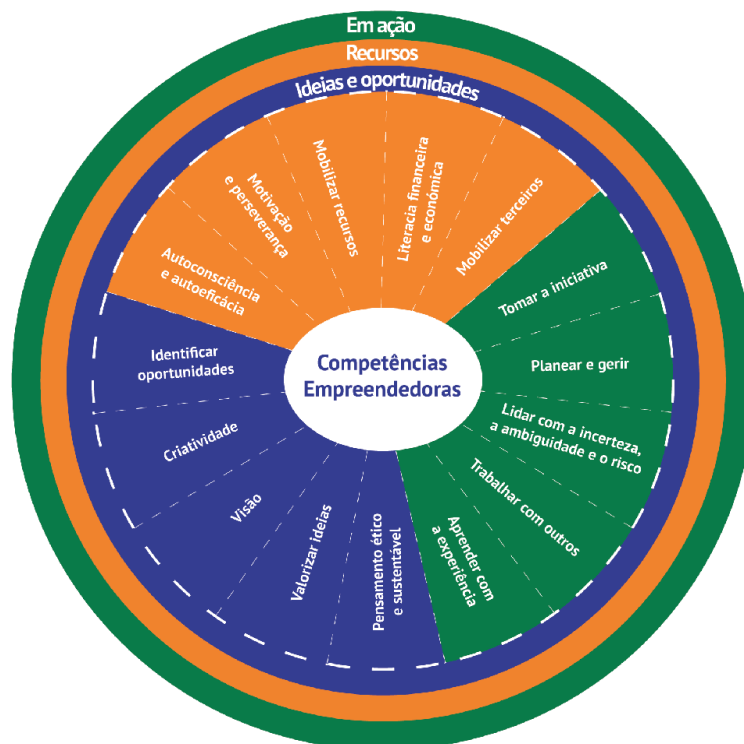 Em ação
Recursos
Ideias e oportunidades
Autoconsciência
e autoeficácia
Motivação
e perseverança
Mobilizar recursos
Literacia financeira
e económica
Mobilizar terceiros
Tomar a iniciativa
Planear e gerir
Lidar com a incerteza,
a ambiguidade e o risco
Trabalhar com outros
Aprender com
a experiência
Pensamento ético
e sustentável
Valorizar ideias
Visão
Criatividade
Identificar
oportunidades
Competências
Empreendedoras